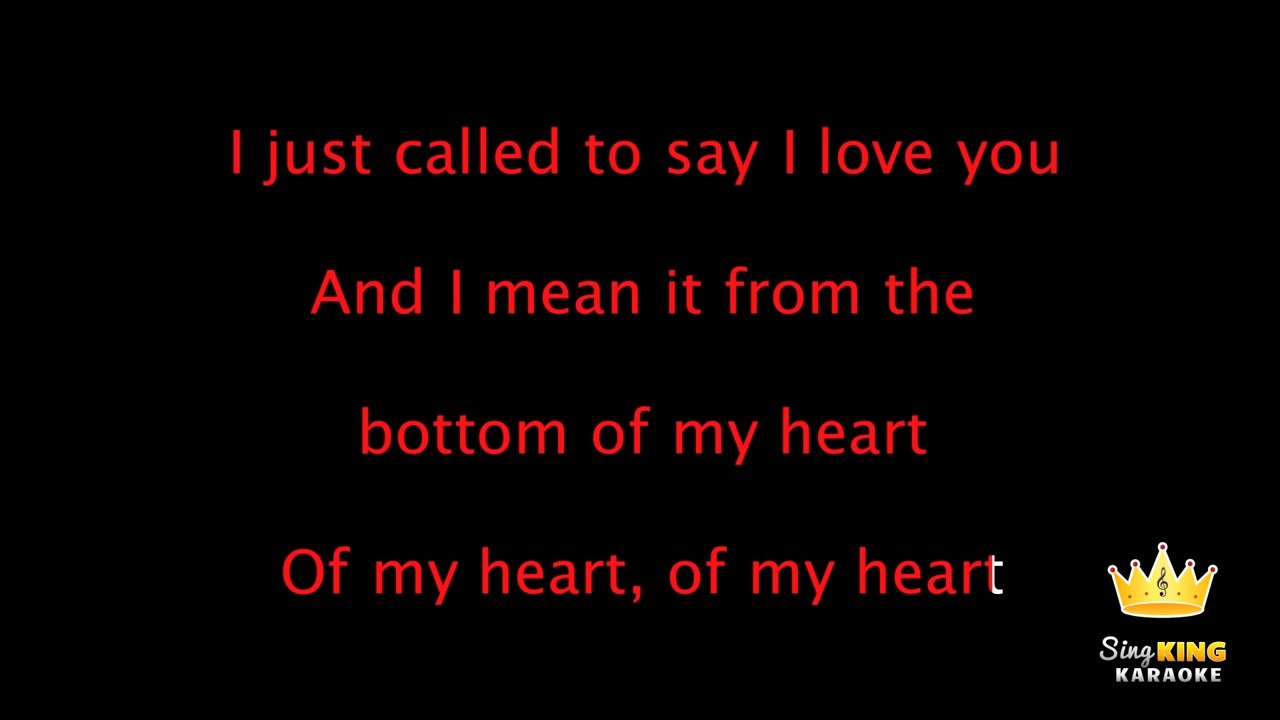 I just called to say I love you
And I mean it from the
bottom of my heart
Of my heart, of my heart
Sing KING
KARAOKE